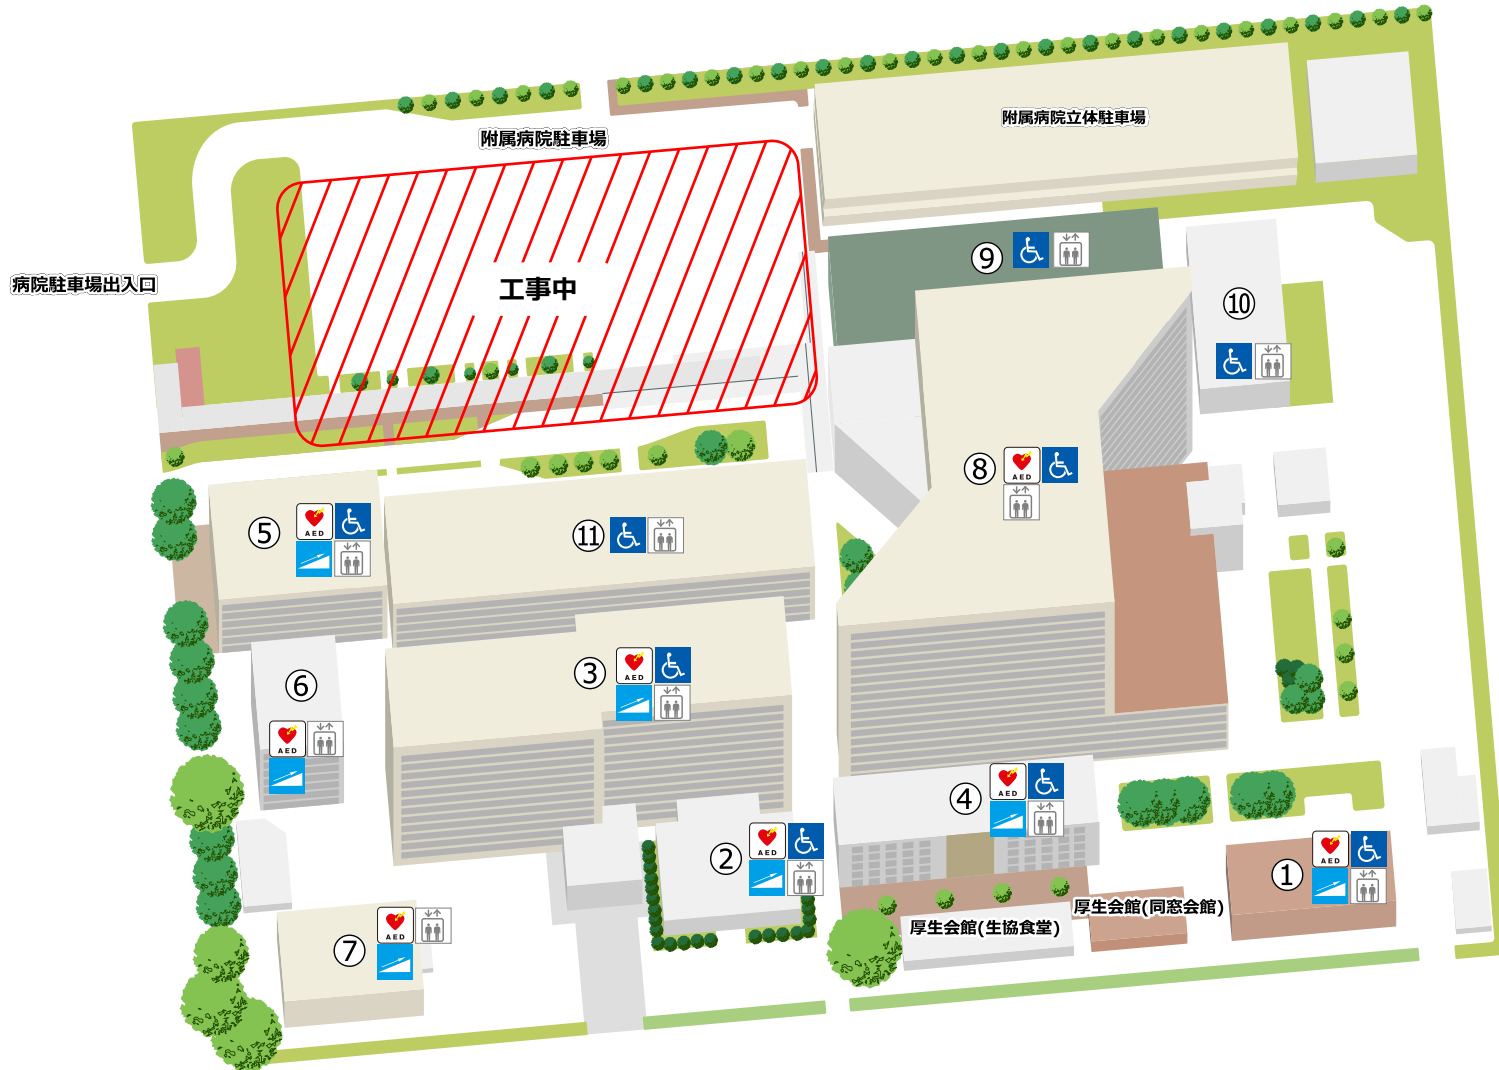 附属病院立体駐車場
附属病院駐車場
⑨
病院駐車場出入口
工事中
⑩
⑧
AED
⑤
AED
⑪
③
AED
⑥
AED
④
AED
②
AED
①
AED
厚生会館(同窓会館)
厚生会館(生協食堂)
⑦
AED